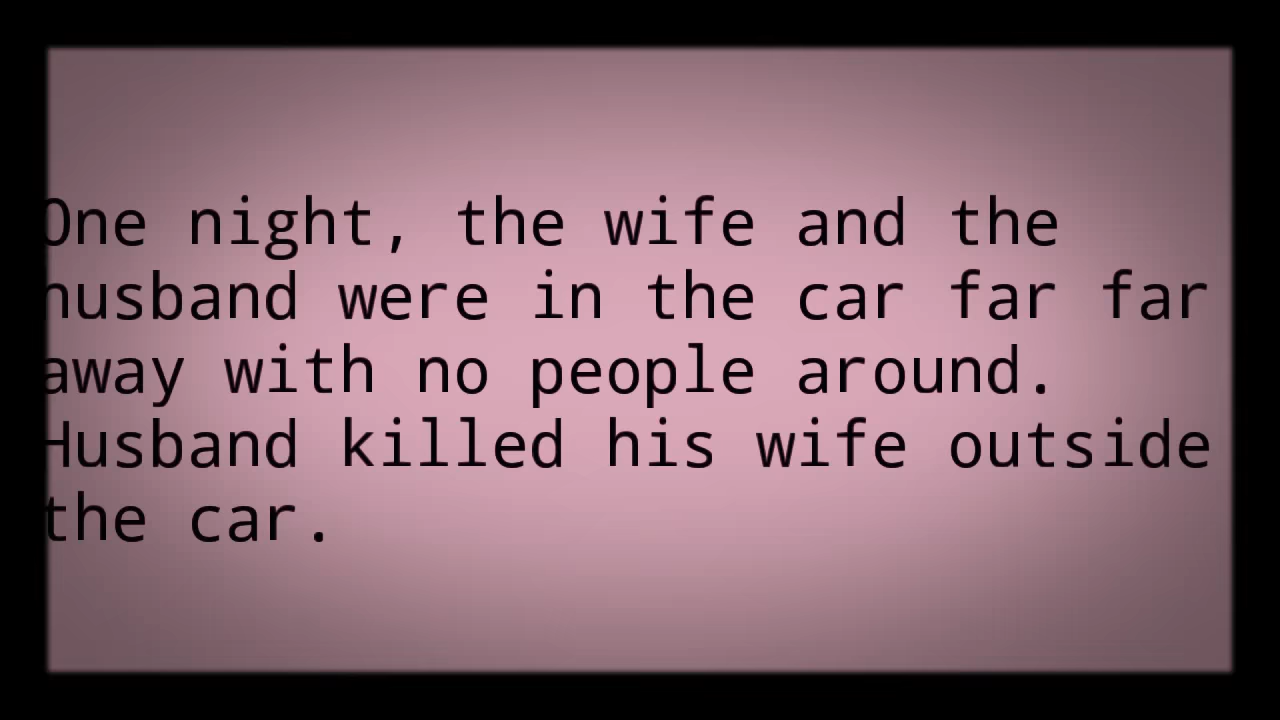 One night, the wife and the
husband were in the car far far
away with no people around.
Husband killed his wife outside
the car.